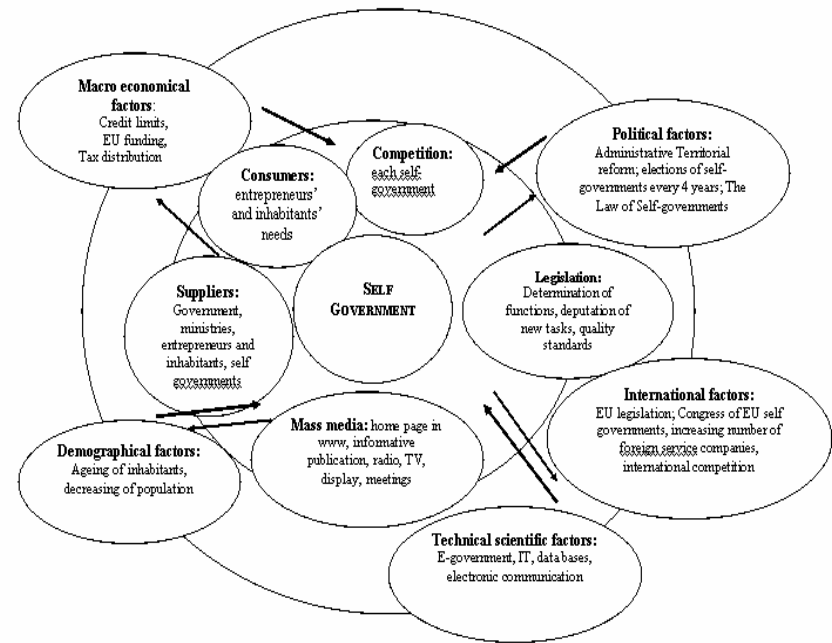 Macro economical
factors:
Credit limits,
EU funding,
Tax distribution
Consumers:
entrepreneurs'
and inhabitants'
needs
Competition:
each self-
government
Political factors:
Administrative Territorial
reform; elections of self-
governments every 4 years; The
Law of Self-governments
Suppliers:
Government,
ministries,
entrepreneurs and
inhabitants, self
governments
SELF
GOVERNMENT
Legislation:
Determination of
functions, deputation of
new tasks, quality
standards
International factors:
EU legislation; Congress of EU self
governments, increasing number of
foreign service companies,
international competition
Demographical factors:
Ageing of inhabitants,
decreasing of population
Mass media: home page in
www, informative
publication, radio, TV,
display, meetings
Technical scientific factors:
E-government, IT, data bases,
electronic communication